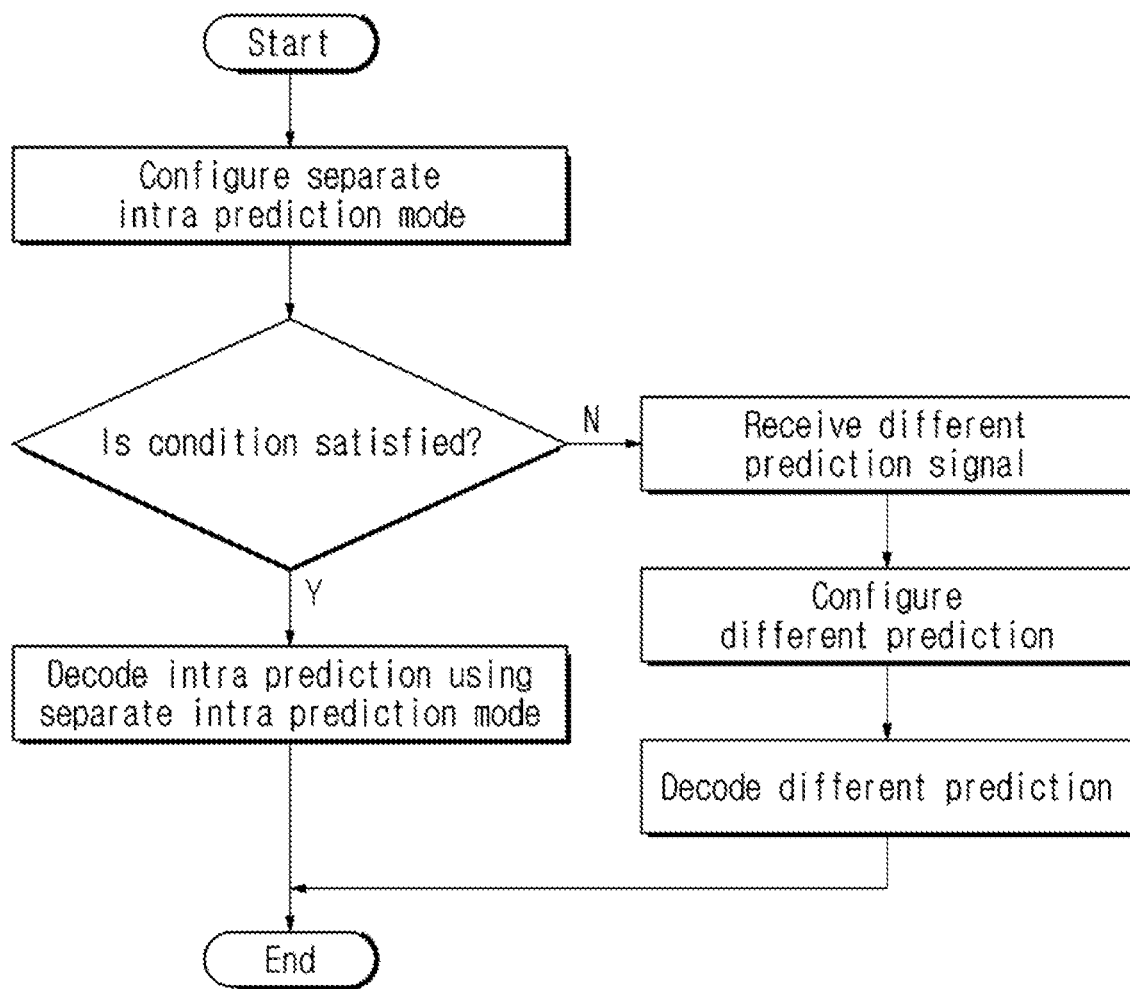 Start
Configure separate
intra prediction mode
Is condition satisfied?
N
Receive different
prediction signal
Configure
different prediction
Y
Decode intra prediction using
separate intra prediction mode
Decode different prediction
End